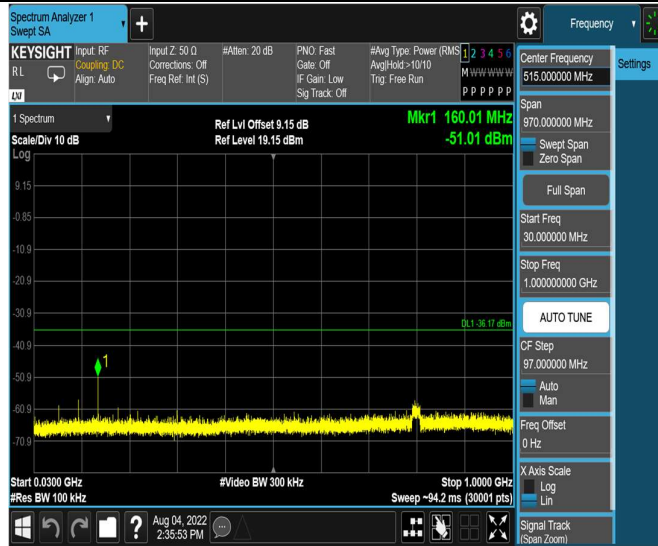 Spectrum Analyzer 1
Swept SA
Frequency
KEYSIGHT
RL
LXI
Input: RF
Coupling: DC
Align: Auto
Input Z: 50 Ω
Corrections: Off
Freq Ref: Int (S)
#Atten: 20 dB
PNO: Fast
Gate: Off
IF Gain: Low
Sig Track: Off
#Avg Type: Power (RMS
Avg|Hold:>10/10
Trig: Free Run
1 2 3 4 5 6
M W W W W W
P P P P P P
Center Frequency
515.000000 MHz
Settings
Span
970.000000 MHz
Swept Span
Zero Span
Full Span
Start Freq
30.000000 MHz
Stop Freq
1.000000000 GHz
AUTO TUNE
CF Step
97.000000 MHz
Auto
Man
Freq Offset
0 Hz
X Axis Scale
Log
Lin
Signal Track
(Span Zoom)
1 Spectrum
Scale/Div 10 dB
Log
Ref Lvl Offset 9.15 dB
Ref Level 19.15 dBm
Mkr1 160.01 MHz
-51.01 dBm
9.15
-0.85
-10.9
-20.9
-30.9
DL1 -36.17 dBm
-40.9
1
-50.9
-60.9
-70.9
Start 0.0300 GHz
#Video BW 300 kHz
Stop 1.0000 GHz
#Res BW 100 kHz
Sweep ~94.2 ms (30001 pts)
?
Aug 04, 2022
2:35:53 PM